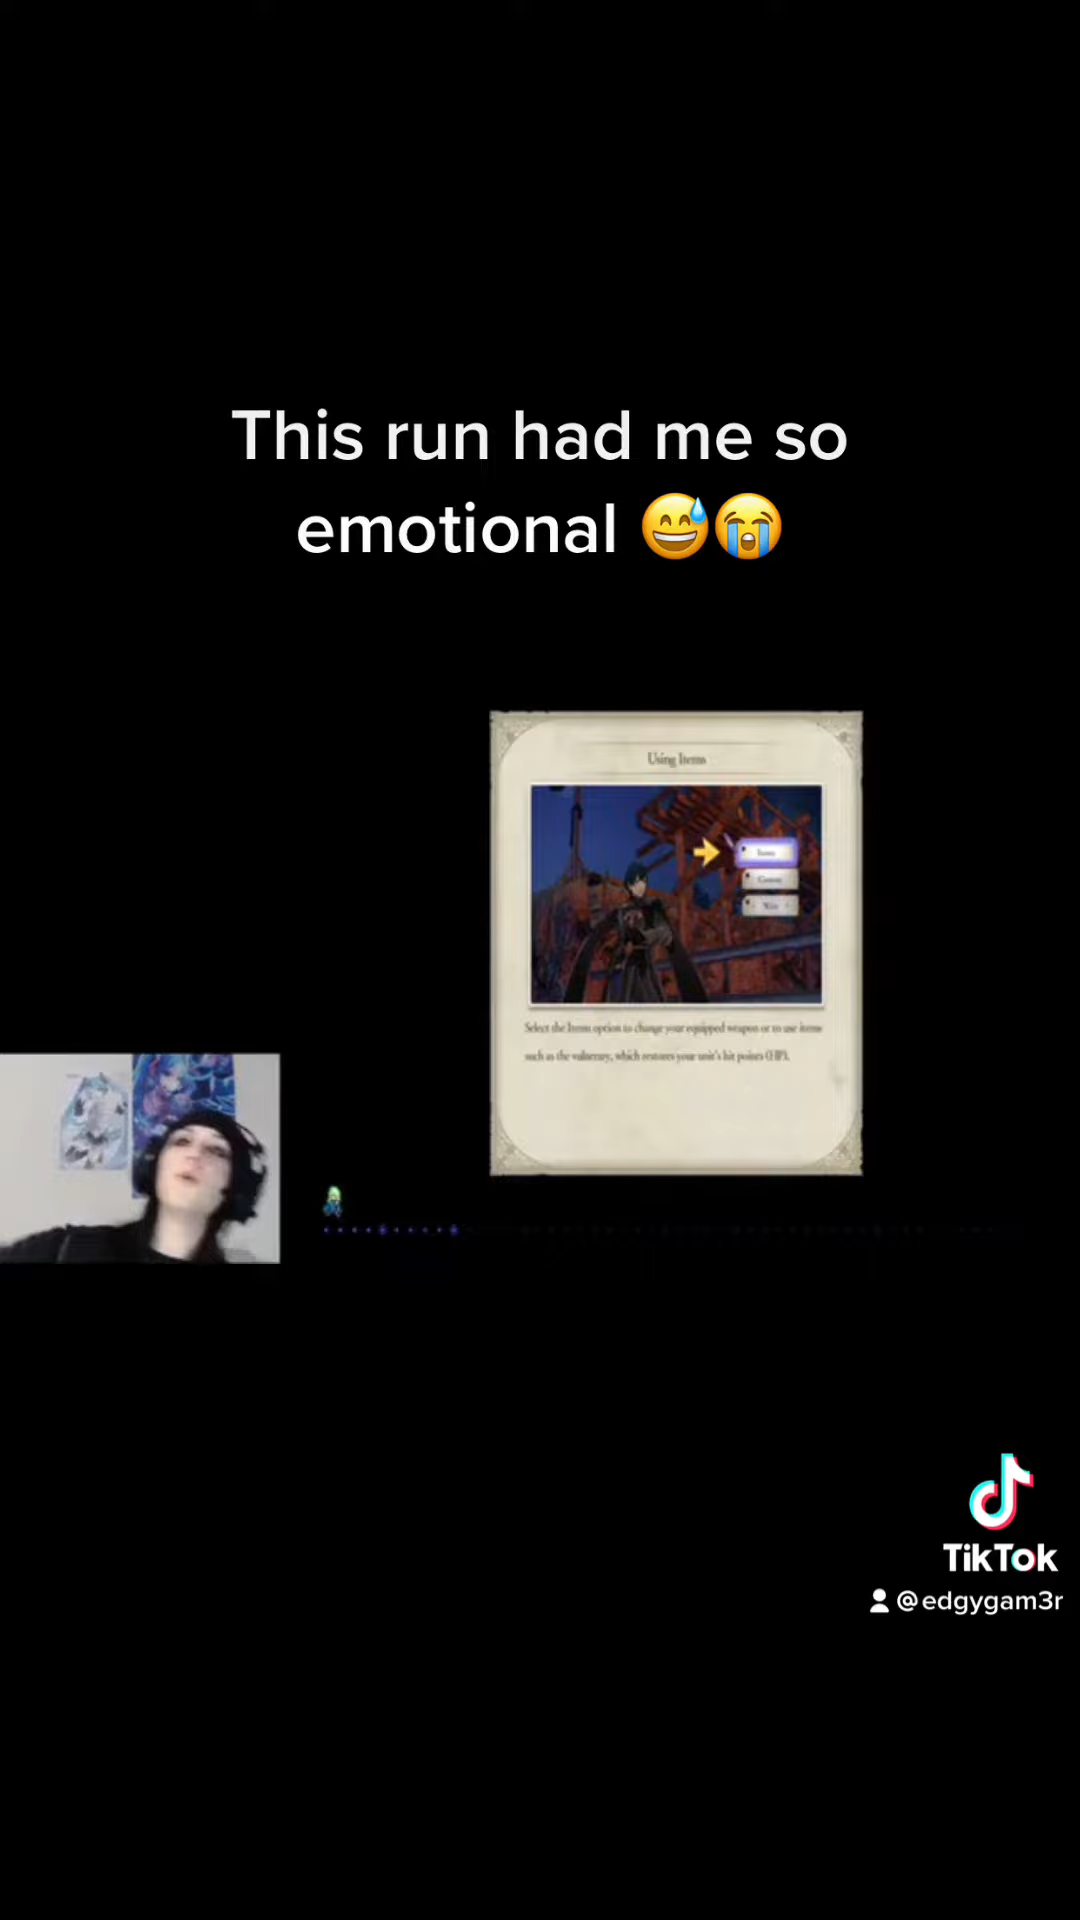 This run had me so
emotional 😅😭
Using Items
Items
Select the Items option to change your equipped weapon or to use items
such as the vulnerary, which restores your unit's hit points (HP).
TikTok
@edgygam3r